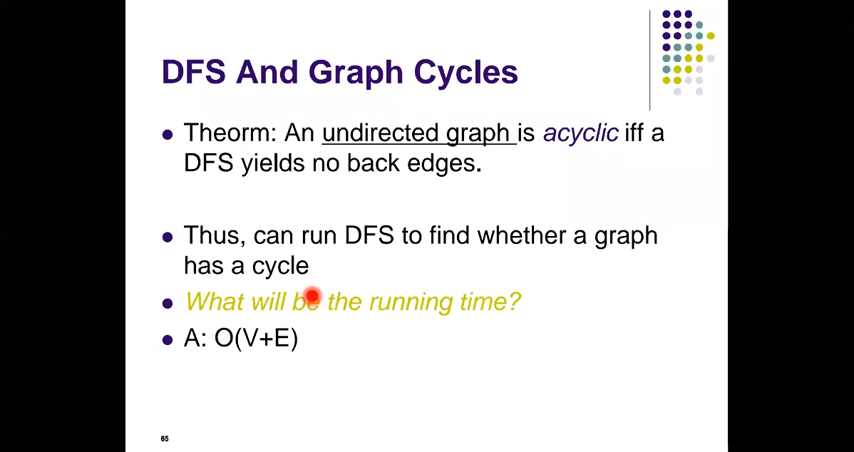 DFS And Graph Cycles
Theorm: An undirected graph is acyclic iff a
DFS yields no back edges.
Thus, can run DFS to find whether a graph
has a cycle
What will be the running time?
A: O(V+E)
65